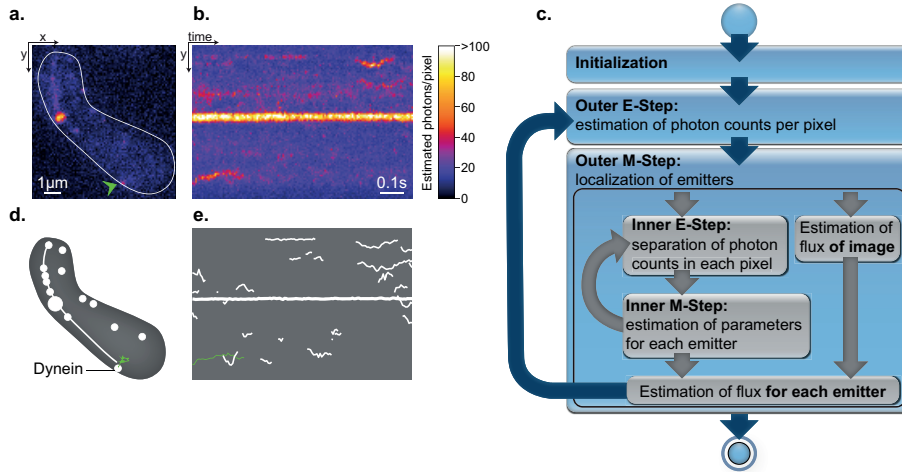 a.
x
y
1µm
b.
time
y
0.1s
Estimated photons/pixel
>100
80
60
40
20
0
c.
Initialization
Outer E-Step:
estimation of photon counts per pixel
Outer M-Step:
localization of emitters
Inner E-Step:
separation of photon
counts in each pixel
Estimation of
flux of image
Inner M-Step:
estimation of parameters
for each emitter
Estimation of flux for each emitter
d.
Dynein
e.